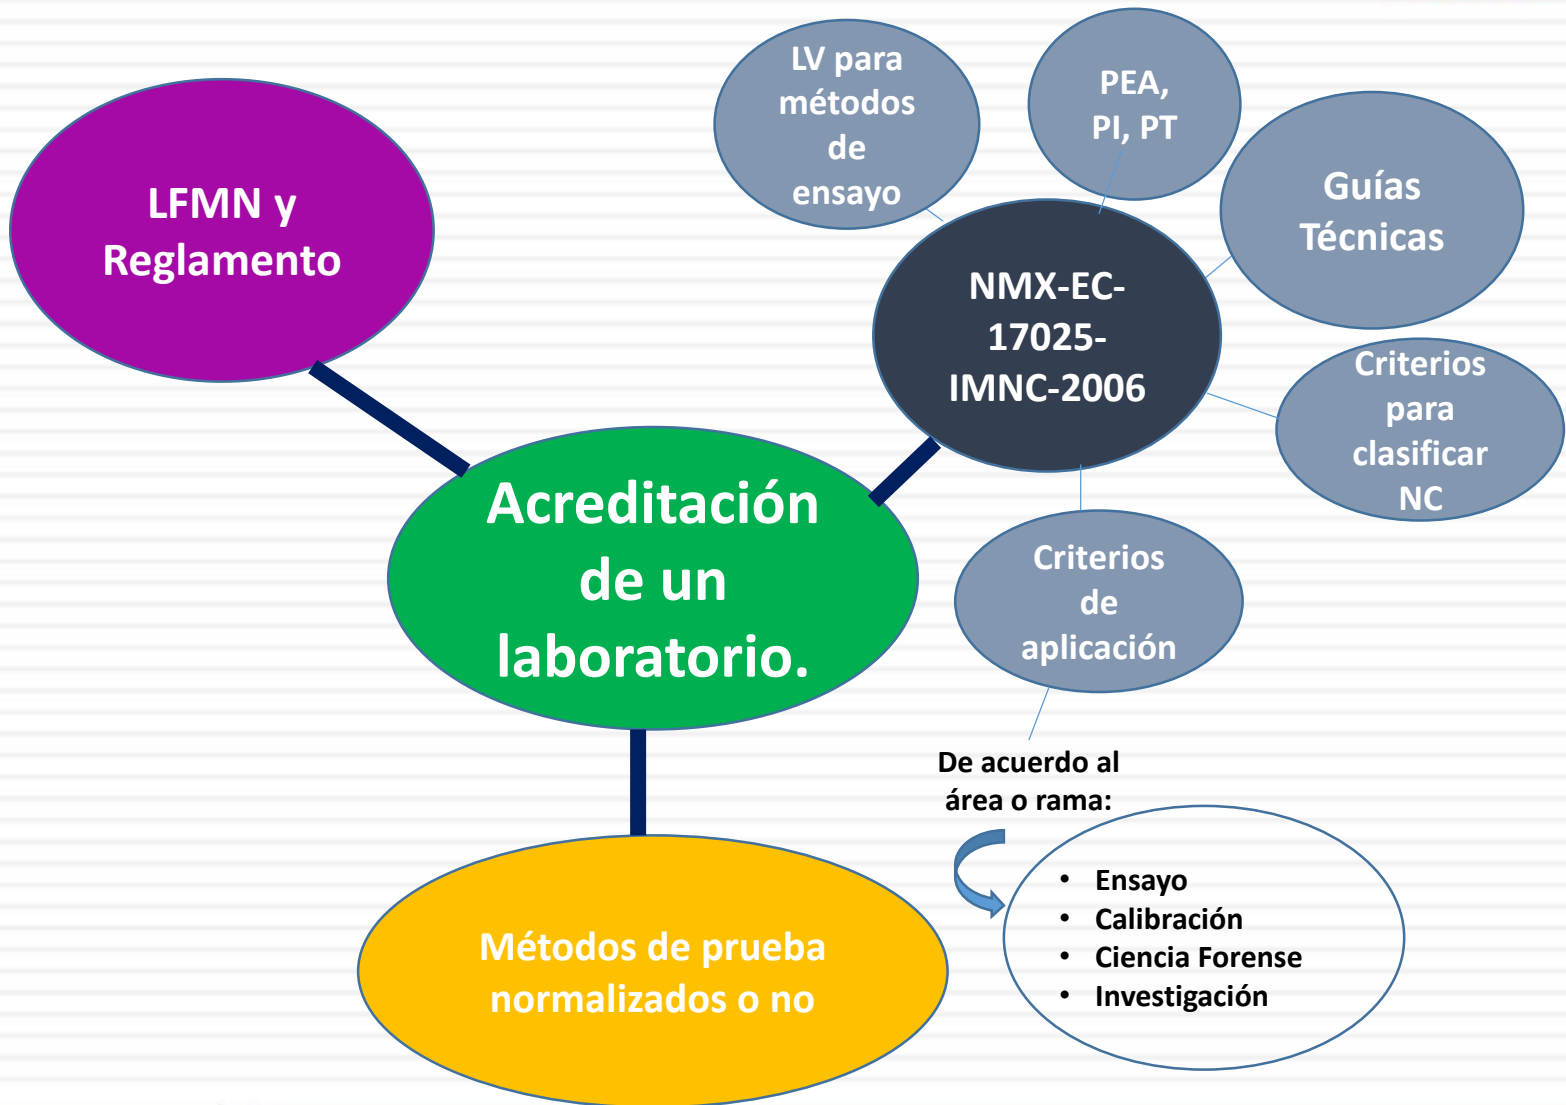 LV para
métodos
de
ensayo
PEA,
PI, PT
Guías
Técnicas
LFMN y
Reglamento
NMX-EC-
17025-
IMNC-2006
Criterios
para
clasificar
NC
Acreditación
de un
laboratorio.
Criterios
de
aplicación
De acuerdo al
área o rama:
• Ensayo
• Calibración
• Ciencia Forense
• Investigación
Métodos de prueba
normalizados o no